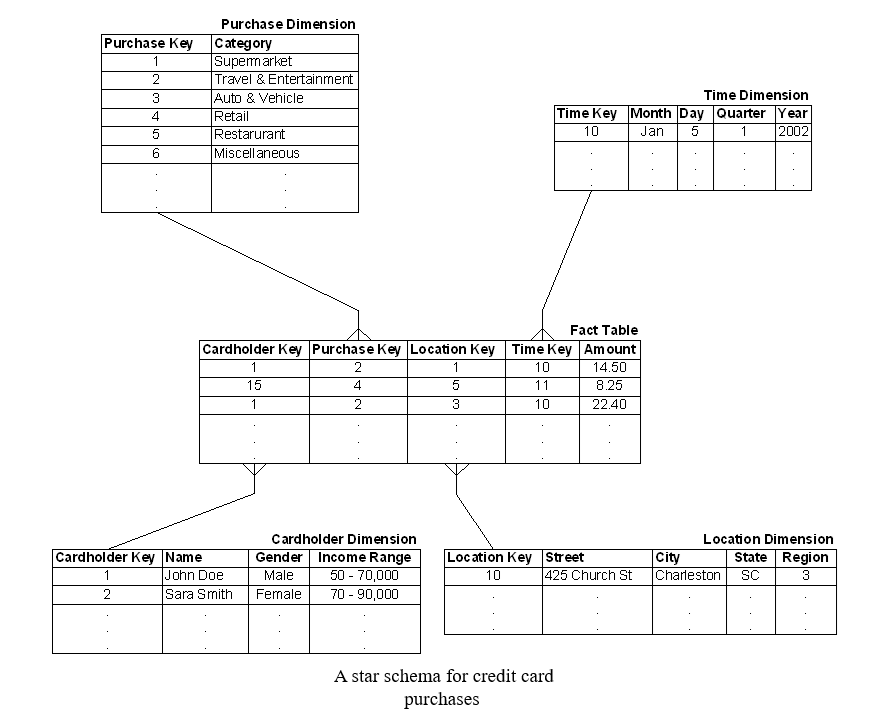 Purchase Dimension
Purchase Key Category
1 Supermarket
2 Travel & Entertainment
3 Auto & Vehicle
4 Retail
5 Restarurant
6 Miscellaneous
. .
. .
. .
Time Dimension
Time Key Month Day Quarter Year
10 Jan 5 1 2002
. . . . .
. . . . .
. . . . .
Fact Table
Cardholder Key Purchase Key Location Key Time Key Amount
1 2 1 10 14.50
15 4 5 11 8.25
1 2 3 10 22.40
. . . . .
. . . . .
. . . . .
Cardholder Dimension
Cardholder Key Name Gender Income Range
1 John Doe Male 50 - 70,000
2 Sara Smith Female 70 - 90,000
. . . .
. . . .
. . . .
Location Dimension
Location Key Street City State Region
10 425 Church St Charleston SC 3
. . . . .
. . . . .
. . . . .
A star schema for credit card
purchases